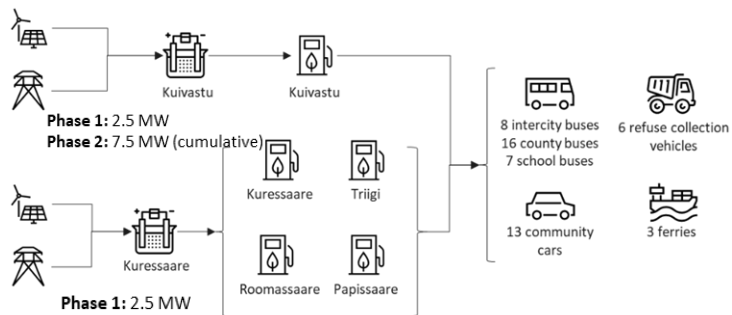 Kuivastu
Kuivastu
Phase 1: 2.5 MW
Phase 2: 7.5 MW (cumulative)
8 intercity buses
16 county buses
7 school buses
6 refuse collection
vehicles
Kuressaare
Triigi
13 community
cars
3 ferries
Kuressaare
Roomassaare
Papissaare
Phase 1: 2.5 MW